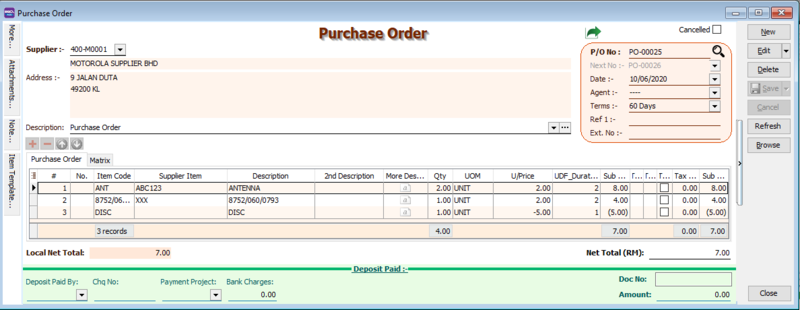 Purchase Order
Purchase Order
Cancelled
New
Edit
Delete
Save
Cancel
Refresh
Browse
Close
More...
Attachments...
Note...
Item Template...
Supplier :- 400-M0001
MOTOROLA SUPPLIER BHD
Address :- 9 JALAN DUTA
49200 KL
P/O No : PO-00025
Next No :- PO-00026
Date :- 10/06/2020
Agent :- ----
Terms :- 60 Days
Ref 1 :-
Ext. No :-
Description: Purchase Order
Purchase Order Matrix
# No. Item Code Supplier Item Description 2nd Description More Des... Qty UOM U/Price UDF_Durat... Sub ... T... T... T... Tax ... Sub ...
1 ANT ABC123 ANTENNA 2.00 UNIT 2.00 2 8.00 0.00 8.00
2 8752/06... XXX 8752/060/0793 1.00 UNIT 2.00 2 4.00 0.00 4.00
3 DISC DISC 1.00 UNIT -5.00 1 (5.00) 0.00 (5.00)
3 records 4.00 7.00 0.00 7.00
Local Net Total: 7.00 Net Total (RM): 7.00
Deposit Paid :-
Deposit Paid By: Chq No: Payment Project: Bank Charges: Doc No:
0.00 Amount: 0.00